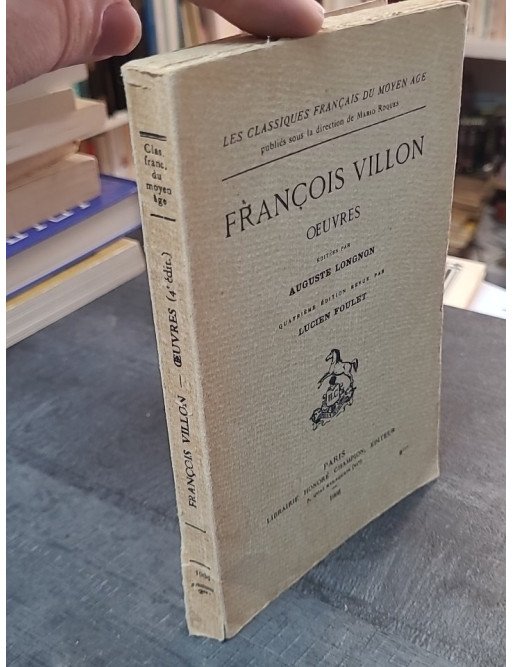 LES CLASSIQUES FRANÇAIS DU MOYEN AGE
publiés sous la direction de MARIO ROQUES
FRANÇOIS VILLON
OEUVRES
ÉDITÉES PAR
AUGUSTE LONGNON
QUATRIÈME ÉDITION REVUE PAR
LUCIEN FOULET
PARIS
LIBRAIRIE HONORÉ CHAMPION, ÉDITEUR
Clas.
franç.
du
moyen
âge
FRANÇOIS VILLON — ŒUVRES (4e édit.)